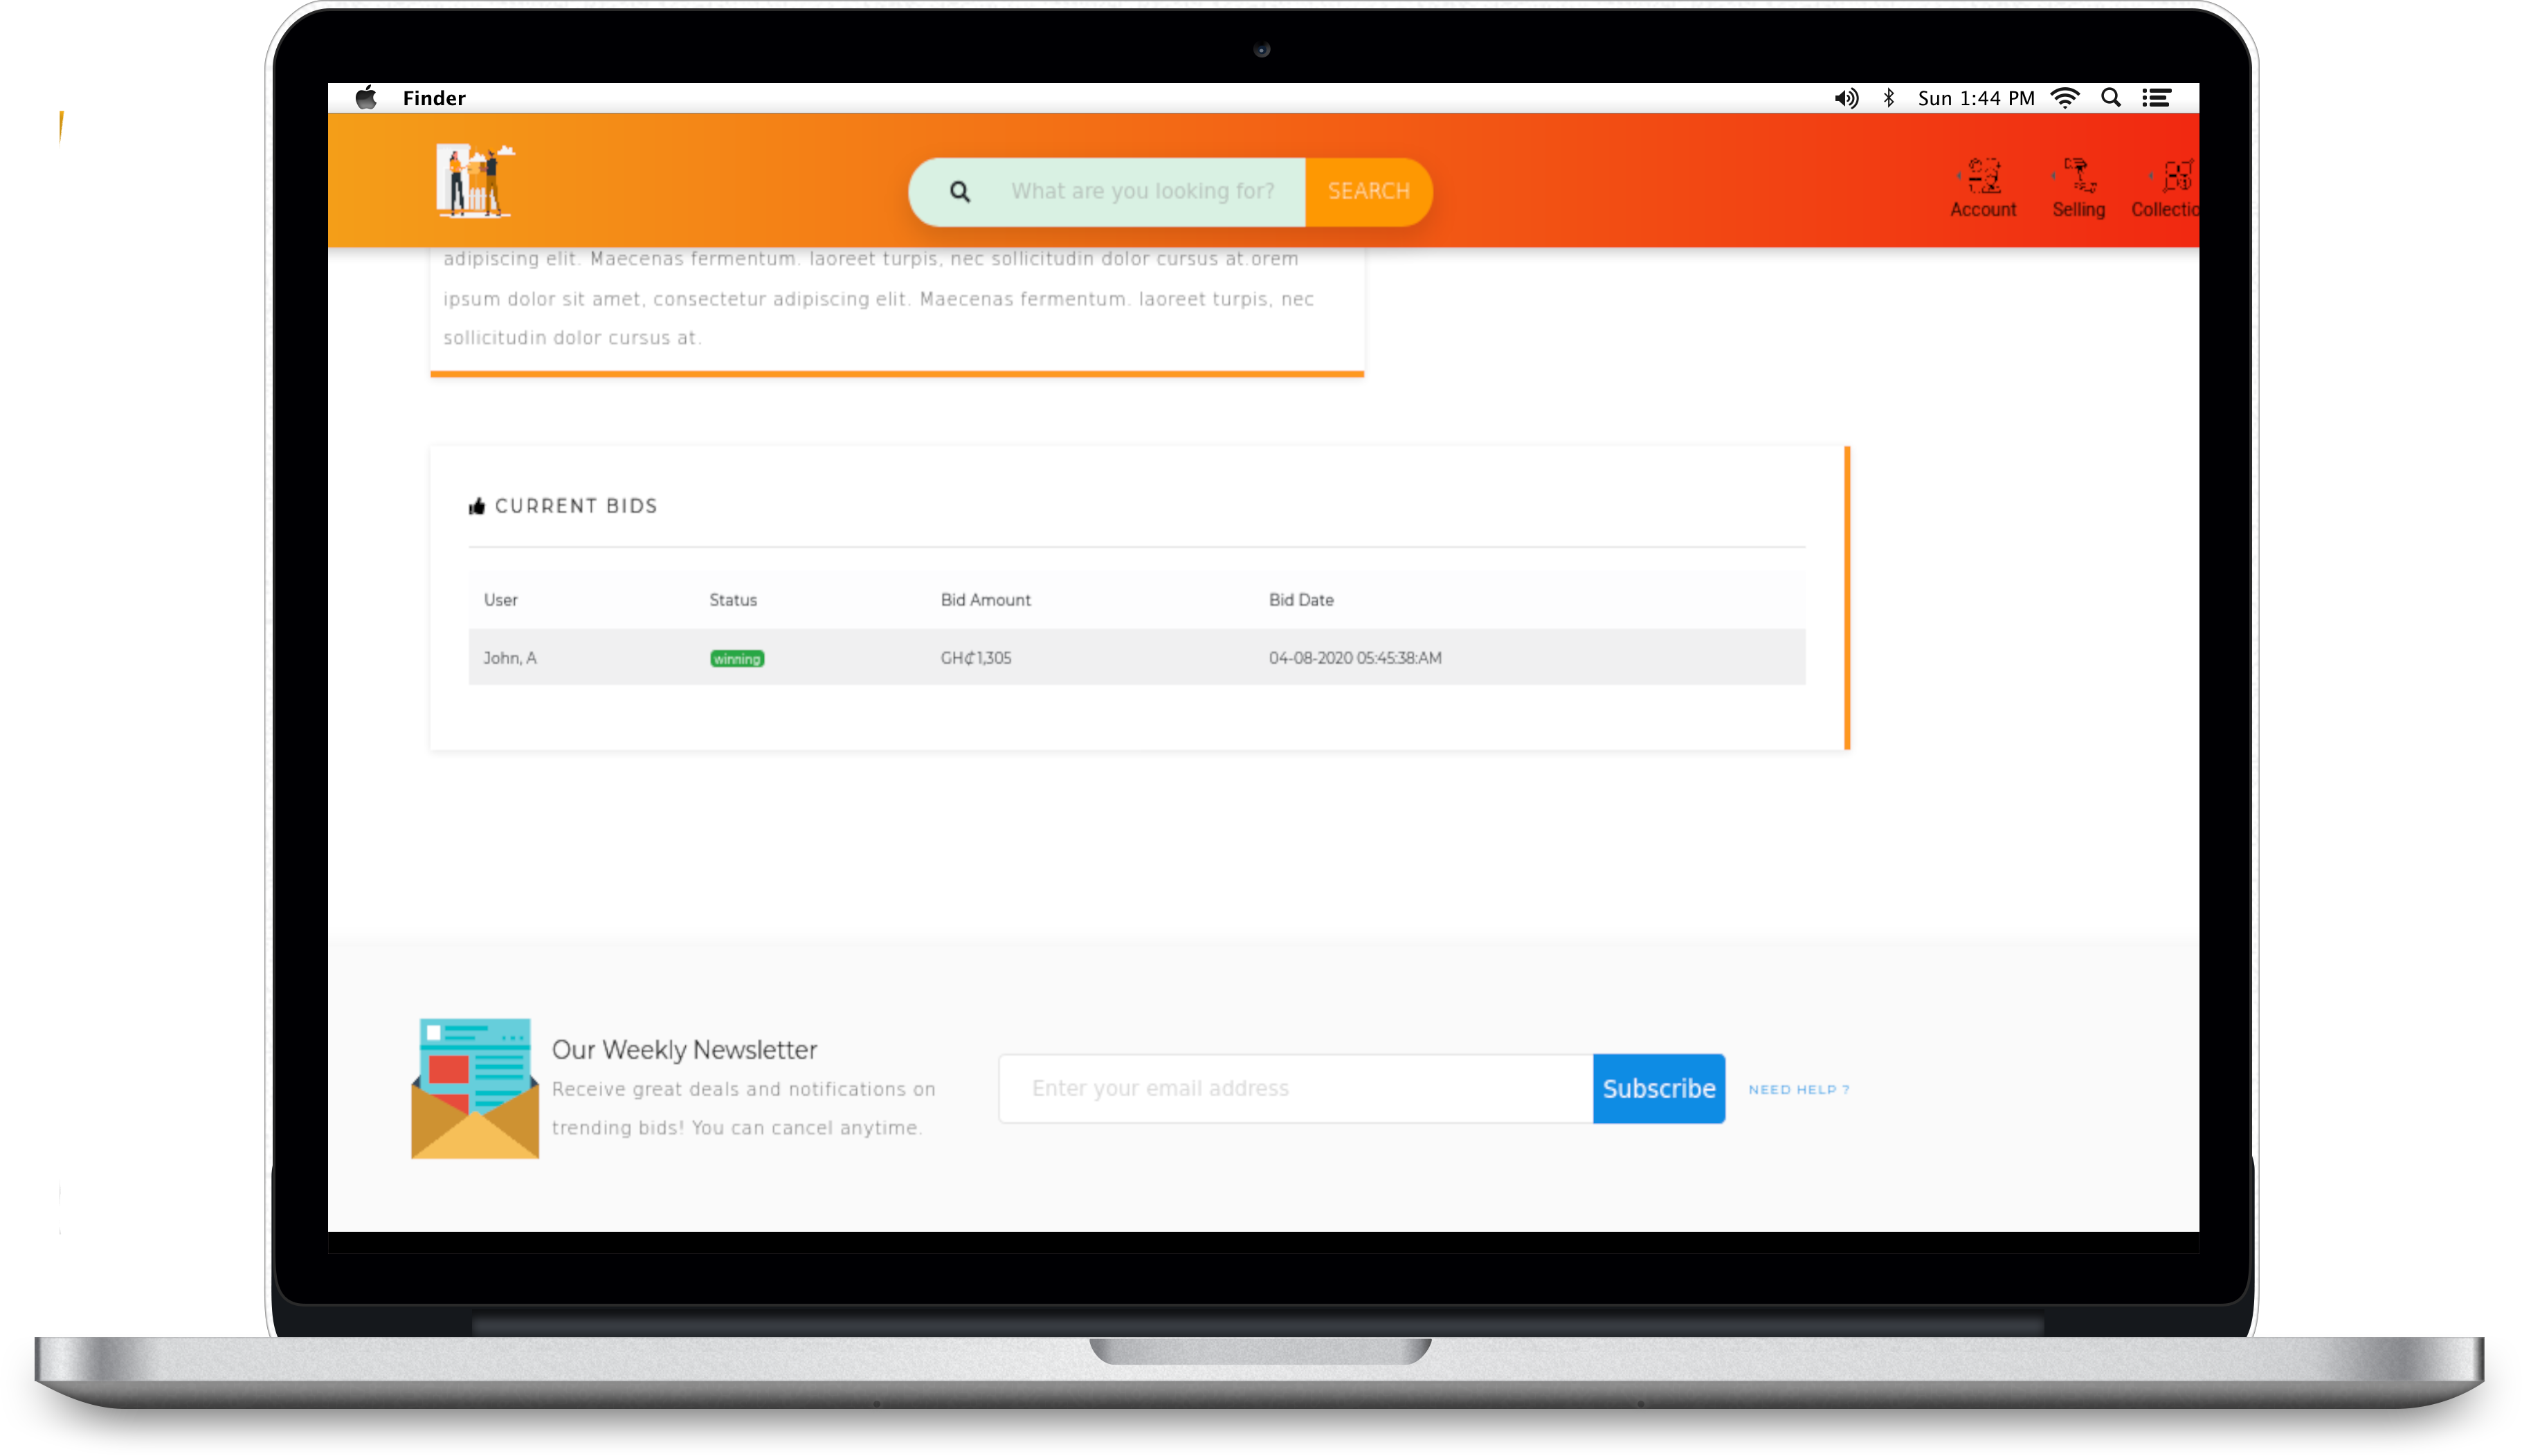 Finder
Sun 1:44 PM
What are you looking for?
SEARCH
Account
Selling
Collectio
adipiscing elit. Maecenas fermentum. laoreet turpis, nec sollicitudin dolor cursus at.orem
ipsum dolor sit amet, consectetur adipiscing elit. Maecenas fermentum. laoreet turpis, nec
sollicitudin dolor cursus at.
CURRENT BIDS
User Status Bid Amount Bid Date
John, A winning GH₵1,305 04-08-2020 05:45:38:AM
Our Weekly Newsletter
Receive great deals and notifications on
trending bids! You can cancel anytime.
Enter your email address
Subscribe
NEED HELP ?